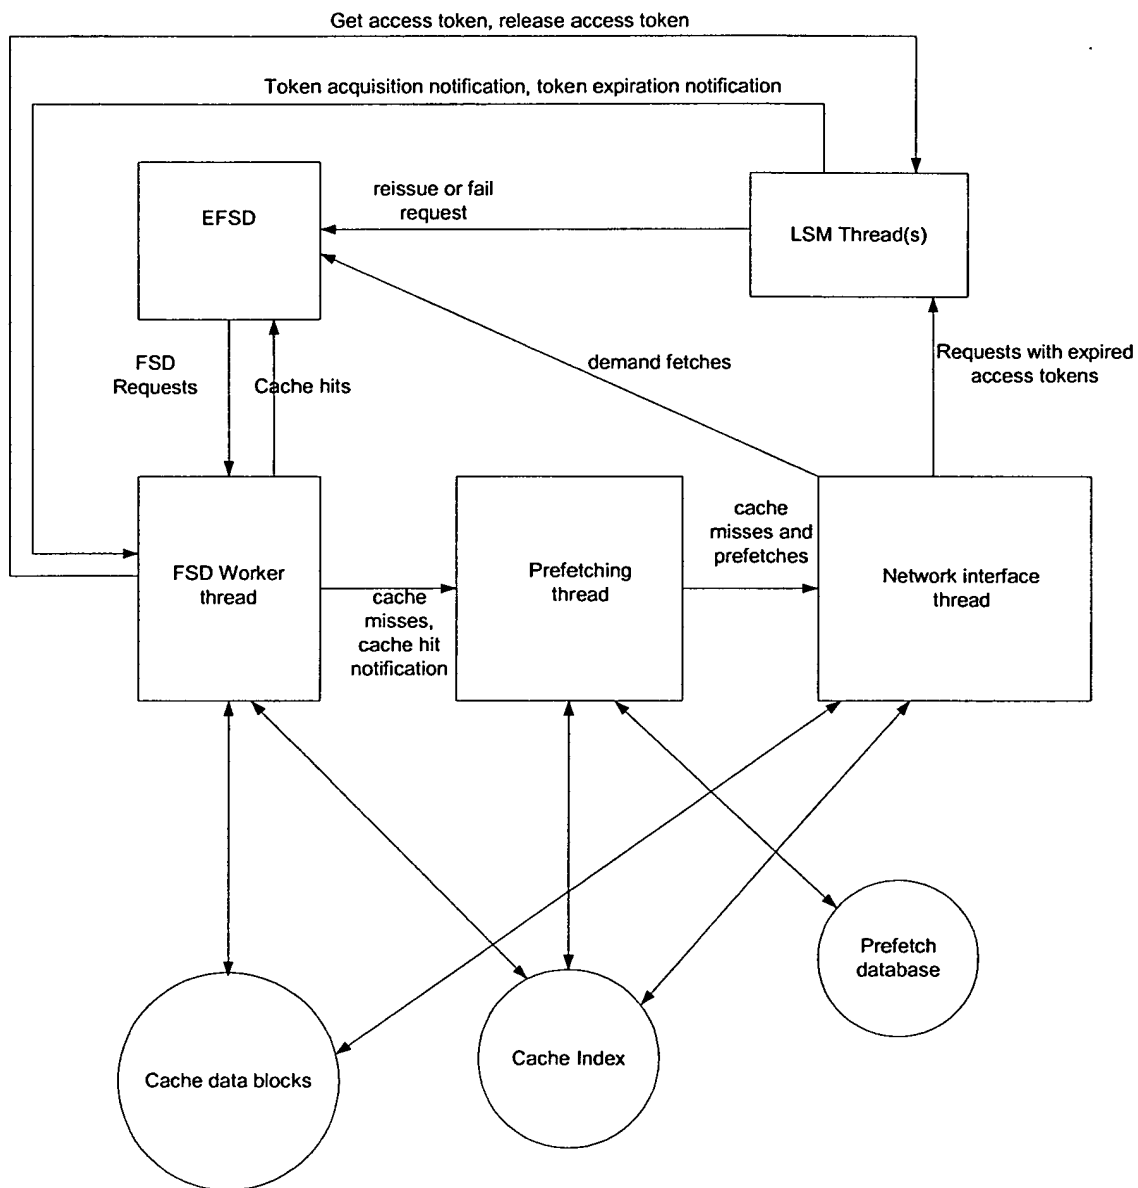 Get access token, release access token
Token acquisition notification, token expiration notification
reissue or fail
request
EFSD
LSM Thread(s)
FSD
Requests
Cache hits
demand fetches
Requests with expired
access tokens
cache
misses and
prefetches
FSD Worker
thread
Prefetching
thread
Network interface
thread
cache
misses,
cache hit
notification
Prefetch
database
Cache data blocks
Cache Index